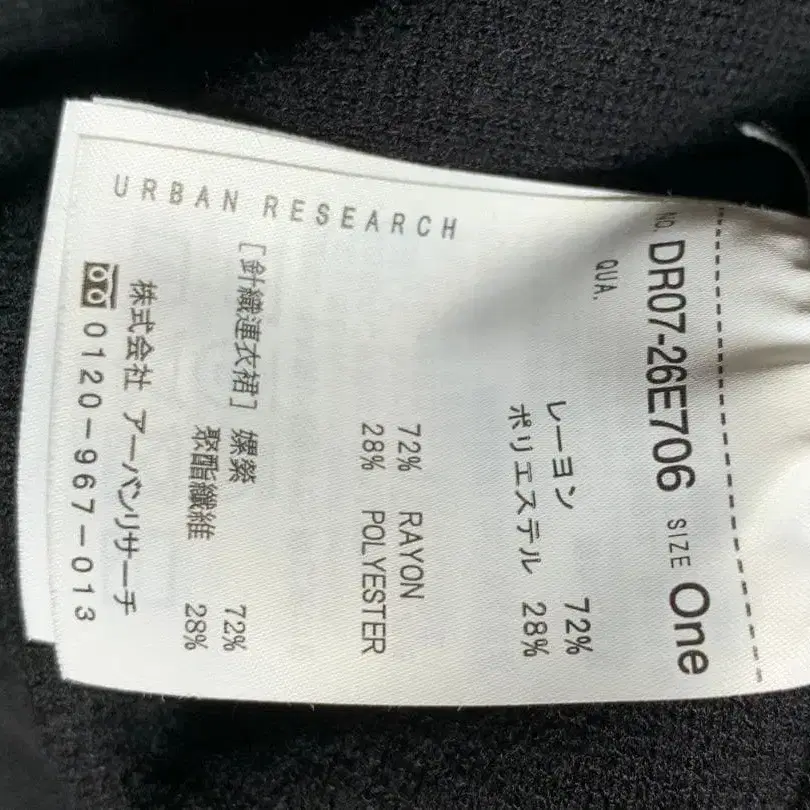 NO. DR07-26E706 SIZE One
QUA.
レーヨン 72%
ポリエステル 28%
72% RAYON
28% POLYESTER
[針織連衣裙] 嫘縈 72%
聚酯纖維 28%
URBAN RESEARCH
株式会社 アーバンリサーチ
0120-967-013